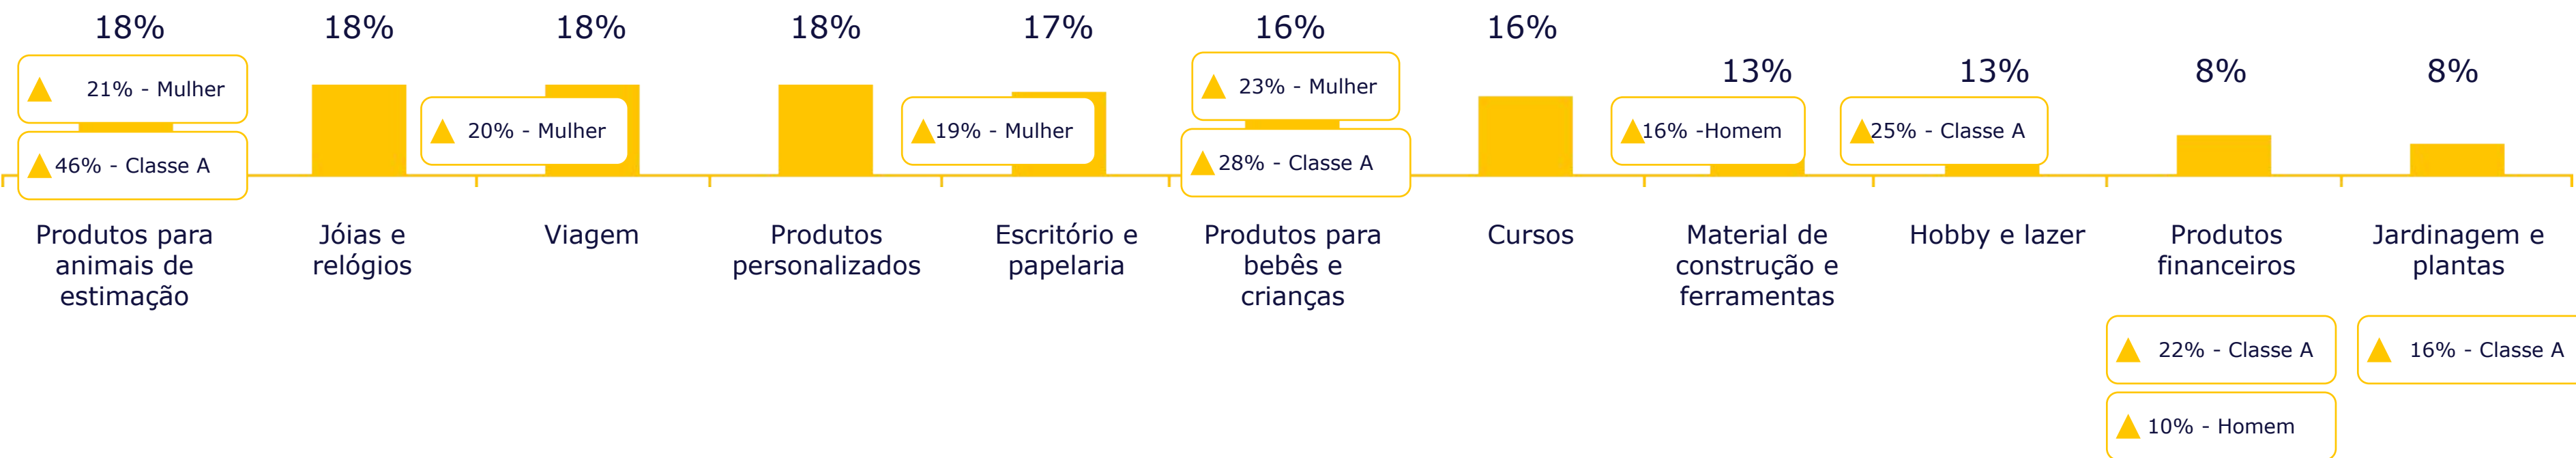 18%
18%
18%
18%
17%
16%
16%
13%
13%
8%
8%
21% - Mulher
46% - Classe A
20% - Mulher
19% - Mulher
23% - Mulher
28% - Classe A
16% -Homem
25% - Classe A
Produtos para
animais de
estimação
Jóias e
relógios
Viagem
Produtos
personalizados
Escritório e
papelaria
Produtos para
bebês e
crianças
Cursos
Material de
construção e
ferramentas
Hobby e lazer
Produtos
financeiros
Jardinagem e
plantas
22% - Classe A
10% - Homem
16% - Classe A